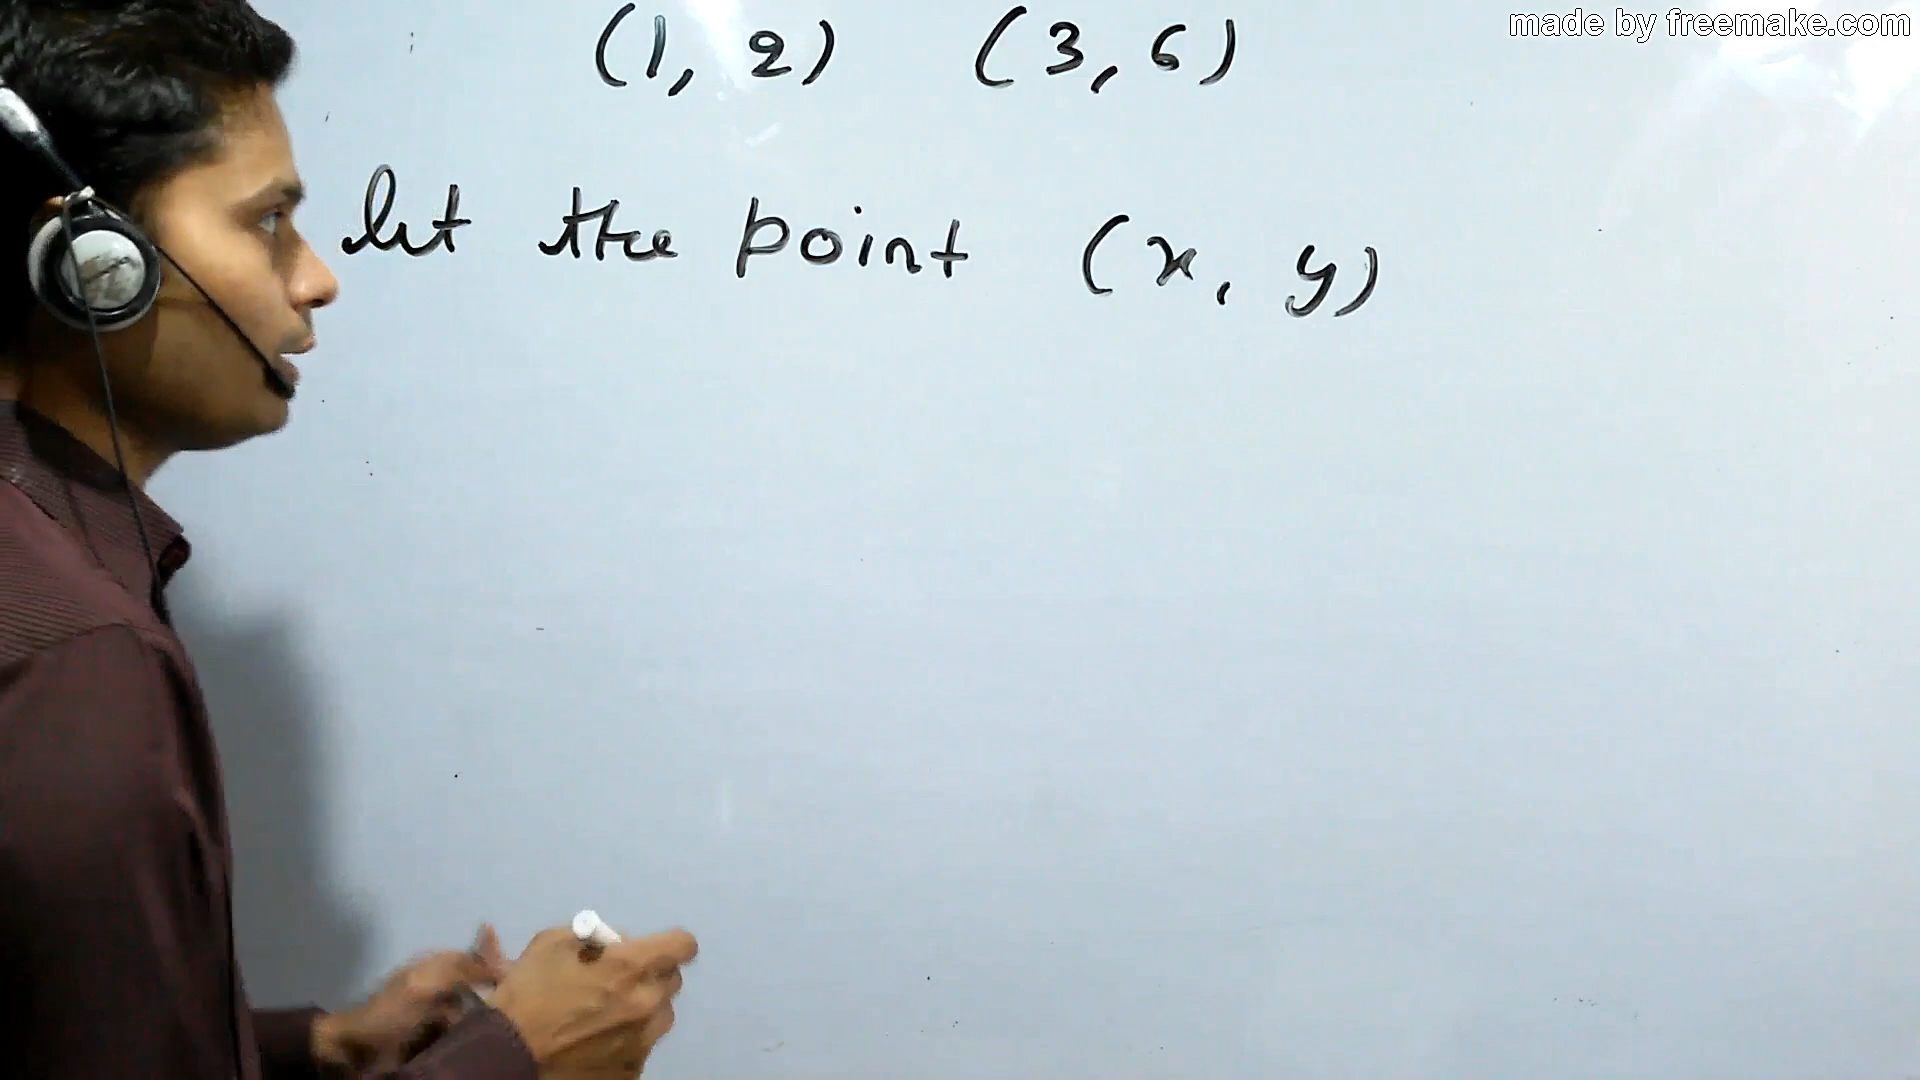 made by freemake.com
(1, 2) (3, 6)
let the point (x, y)